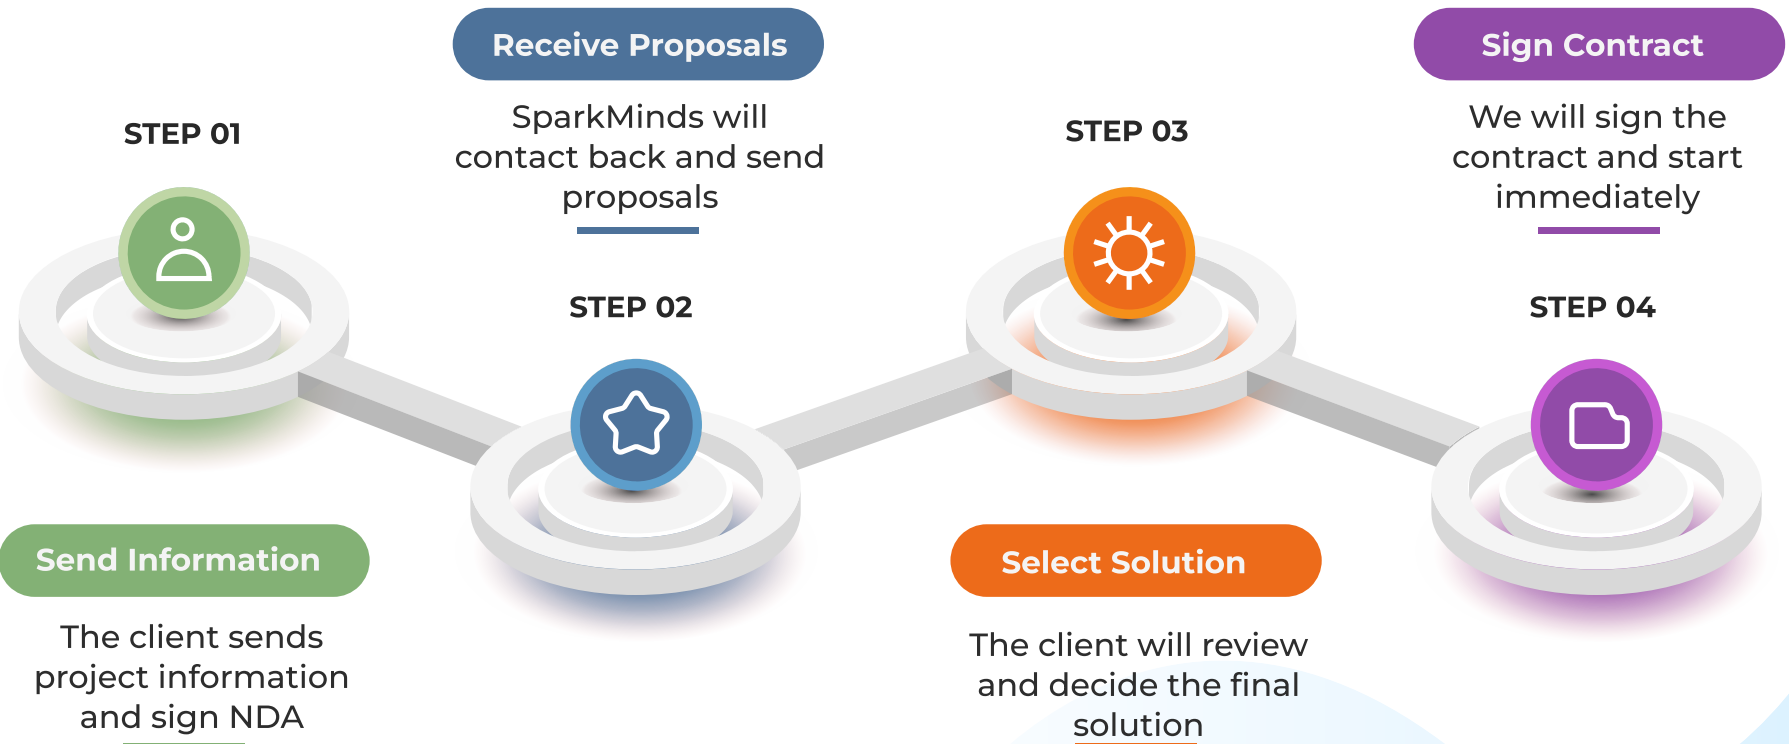 STEP 01
Send Information
The client sends
project information
and sign NDA
Receive Proposals
SparkMinds will
contact back and send
proposals
STEP 02
STEP 03
Select Solution
The client will review
and decide the final
solution
Sign Contract
We will sign the
contract and start
immediately
STEP 04